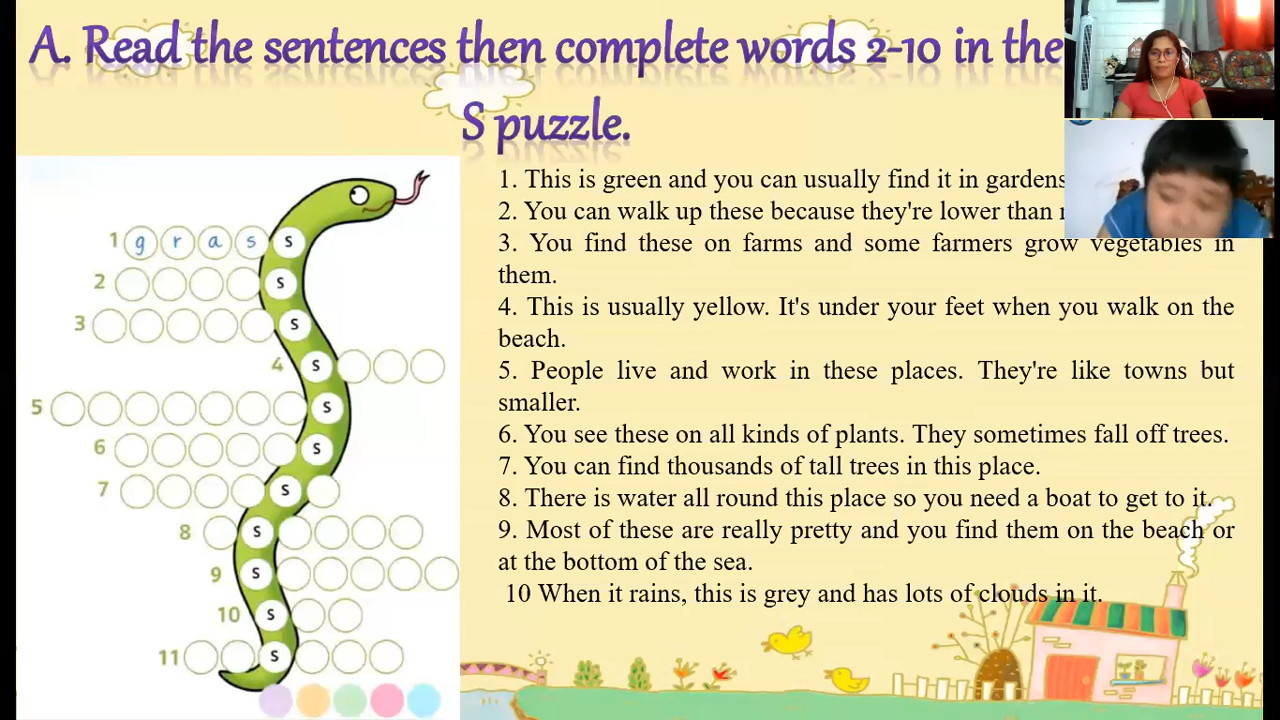 A. Read the sentences then complete words 2-10 in the
S puzzle.
1. This is green and you can usually find it in gardens
2. You can walk up these because they're lower than
3. You find these on farms and some farmers grow vegetables in
them.
4. This is usually yellow. It's under your feet when you walk on the
beach.
5. People live and work in these places. They're like towns but
smaller.
6. You see these on all kinds of plants. They sometimes fall off trees.
7. You can find thousands of tall trees in this place.
8. There is water all round this place so you need a boat to get to it.
9. Most of these are really pretty and you find them on the beach or
at the bottom of the sea.
10 When it rains, this is grey and has lots of clouds in it.
1 g r a s s
2 s
3 s
4 s
5 s
6 s
7 s
8 s
9 s
10 s
11 s